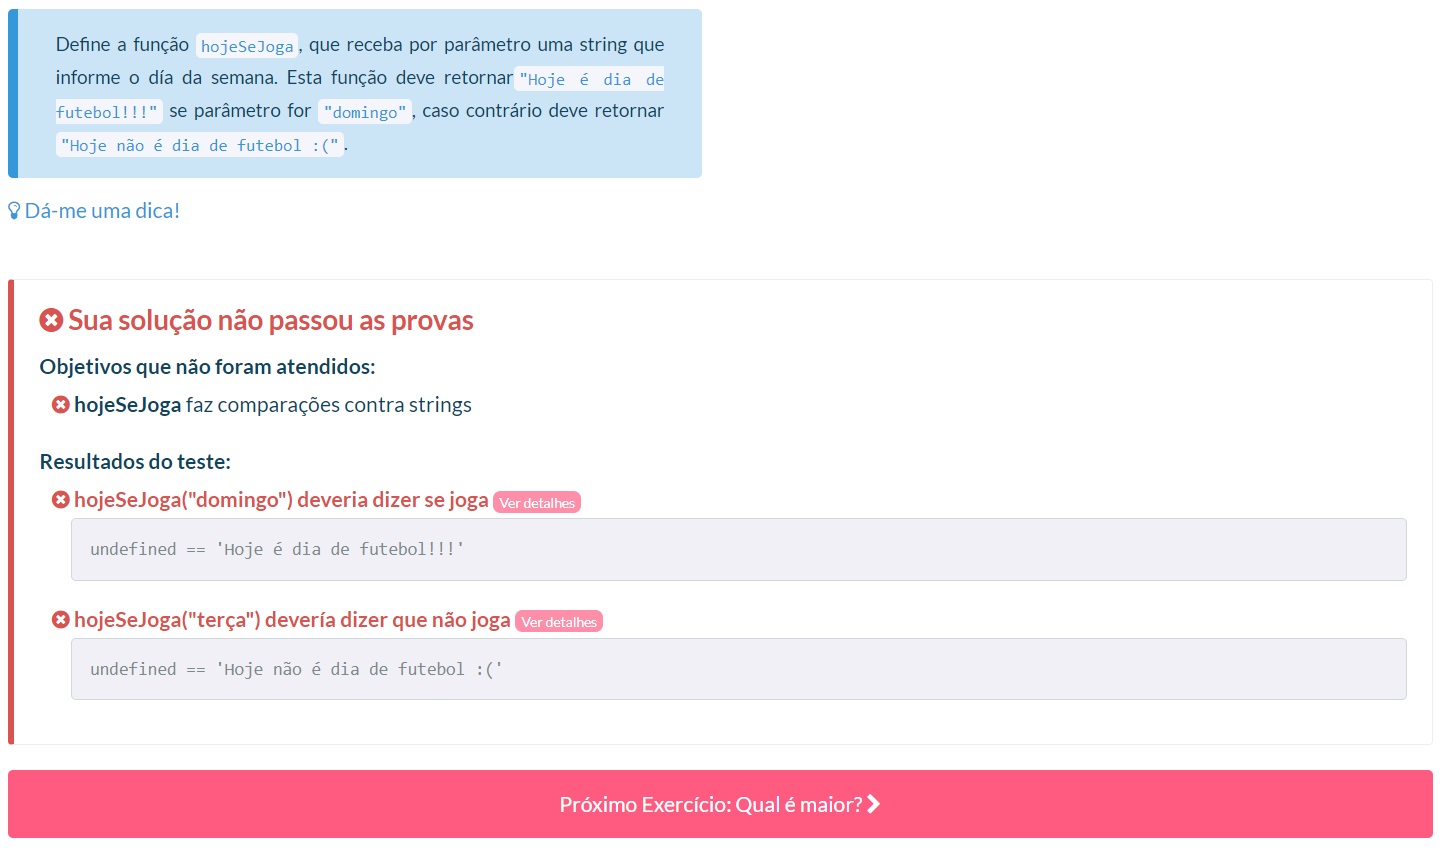 Define a função hojeSeJoga, que receba por parâmetro uma string que
informe o día da semana. Esta função deve retornar "Hoje é dia de
futebol!!!" se parâmetro for "domingo", caso contrário deve retornar
"Hoje não é dia de futebol :(".
Dá-me uma dica!
Sua solução não passou as provas
Objetivos que não foram atendidos:
hojeSeJoga faz comparações contra strings
Resultados do teste:
hojeSeJoga("domingo") deveria dizer se joga Ver detalhes
undefined == 'Hoje é dia de futebol!!!'
hojeSeJoga("terça") devería dizer que não joga Ver detalhes
undefined == 'Hoje não é dia de futebol :('
Próximo Exercício: Qual é maior?